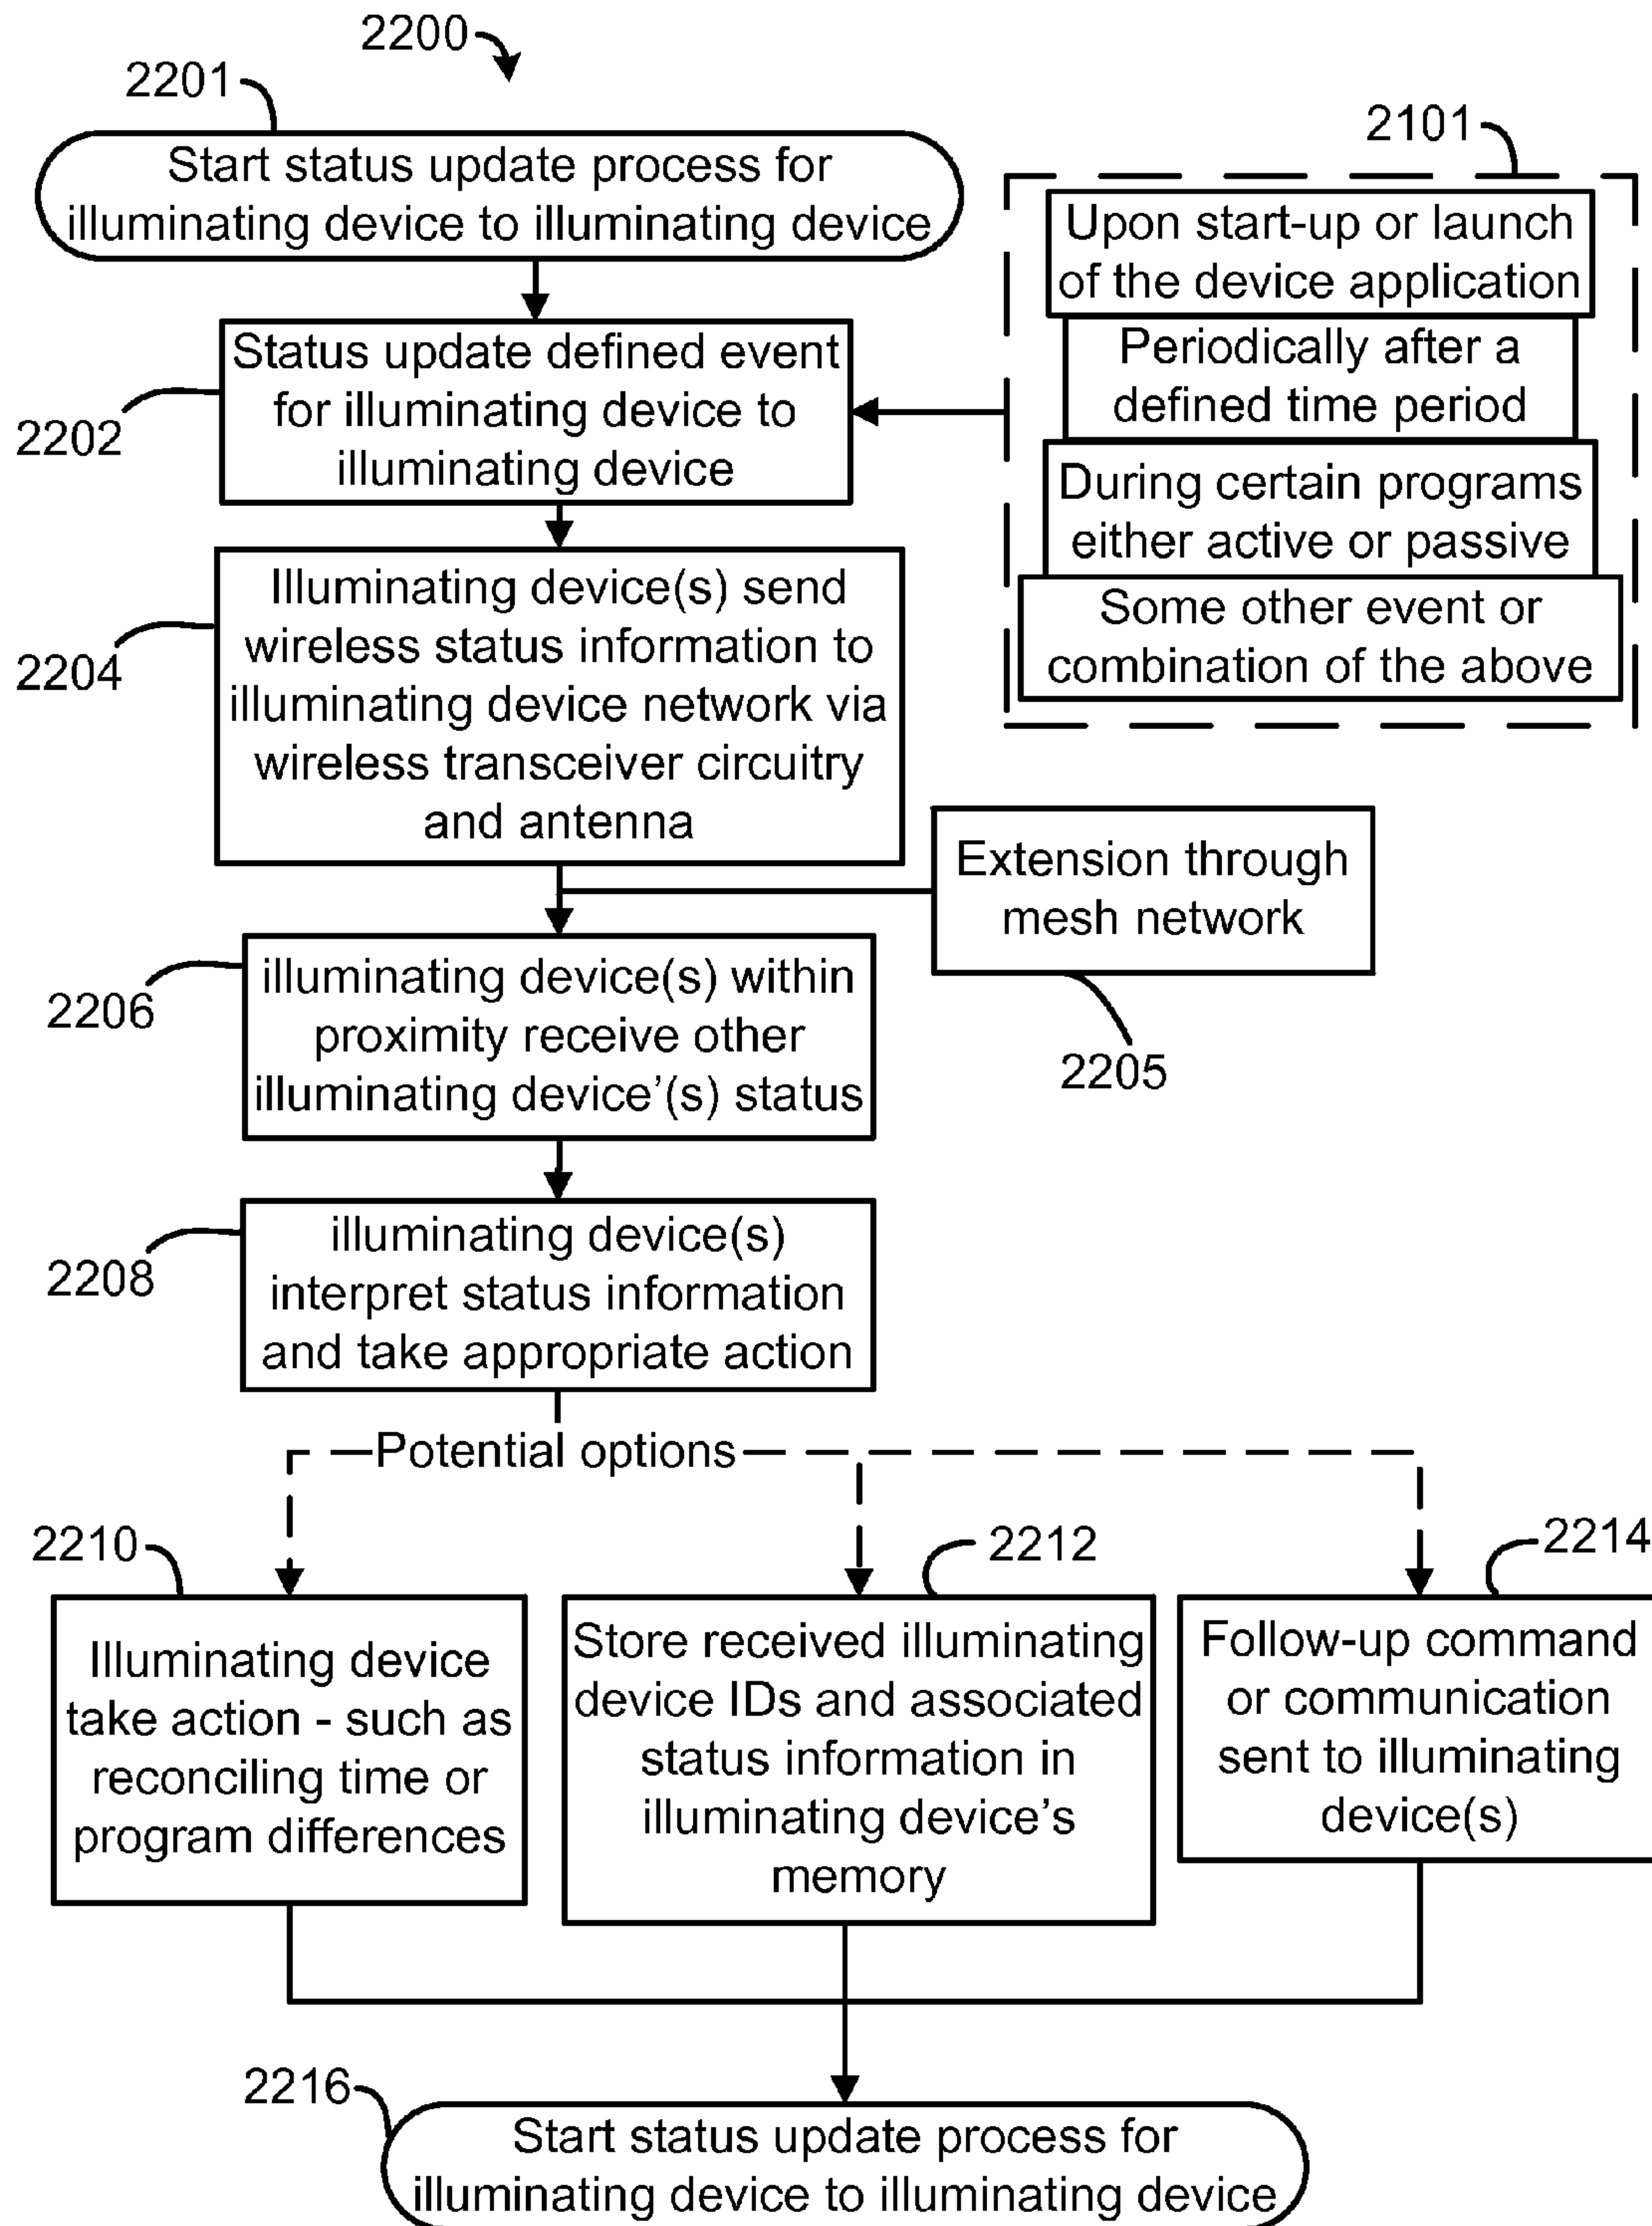 2200
2201
Start status update process for
illuminating device to illuminating device
2101
Upon start-up or launch
of the device application
Periodically after a
defined time period
During certain programs
either active or passive
Some other event or
combination of the above
Status update defined event
for illuminating device to
illuminating device
2202
Illuminating device(s) send
wireless status information to
illuminating device network via
wireless transceiver circuitry
and antenna
2204
Extension through
mesh network
2205
illuminating device(s) within
proximity receive other
illuminating device'(s) status
2206
illuminating device(s)
interpret status information
and take appropriate action
2208
Potential options
2210
Illuminating device
take action - such as
reconciling time or
program differences
2212
Store received illuminating
device IDs and associated
status information in
illuminating device's
memory
2214
Follow-up command
or communication
sent to illuminating
device(s)
2216
Start status update process for
illuminating device to illuminating device